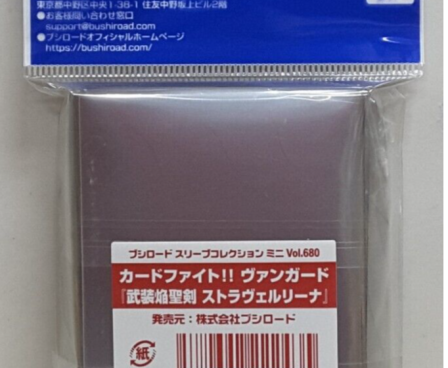 東京都中野区中央1-38-1 住友中野坂上ビル2階
●お客様問い合わせ窓口
support@bushiroad.com
●ブシロードオフィシャルホームページ
https://bushiroad.com/
ブシロード スリーブコレクション ミニ Vol.680
カードファイト!! ヴァンガード
『武装焔聖剣 ストラヴェルリーナ』
発売元：株式会社ブシロード
紙